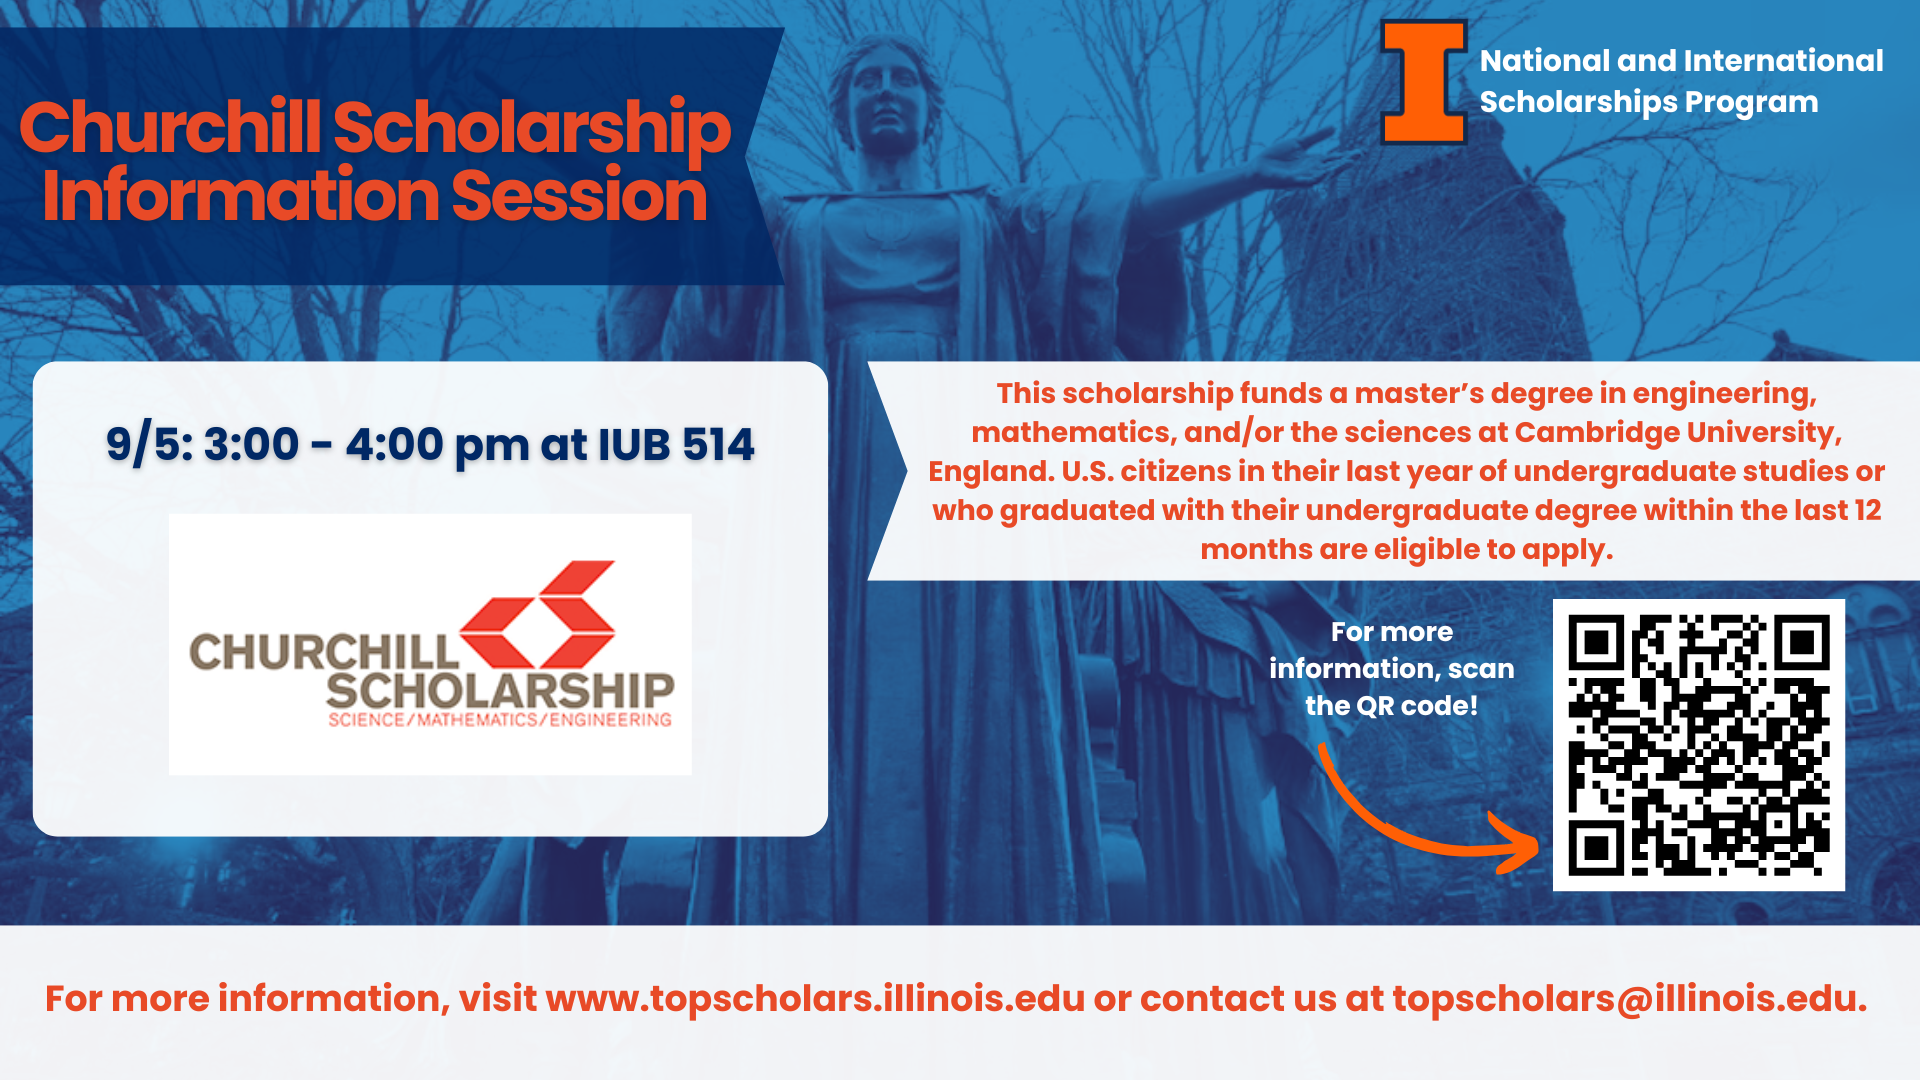 Churchill Scholarship
Information Session
National and International
Scholarships Program
9/5: 3:00 - 4:00 pm at IUB 514
CHURCHILL
SCHOLARSHIP
SCIENCE/MATHEMATICS/ENGINEERING
This scholarship funds a master's degree in engineering,
mathematics, and/or the sciences at Cambridge University,
England. U.S. citizens in their last year of undergraduate studies or
who graduated with their undergraduate degree within the last 12
months are eligible to apply.
For more
information, scan
the QR code!
For more information, visit www.topscholars.illinois.edu or contact us at topscholars@illinois.edu.